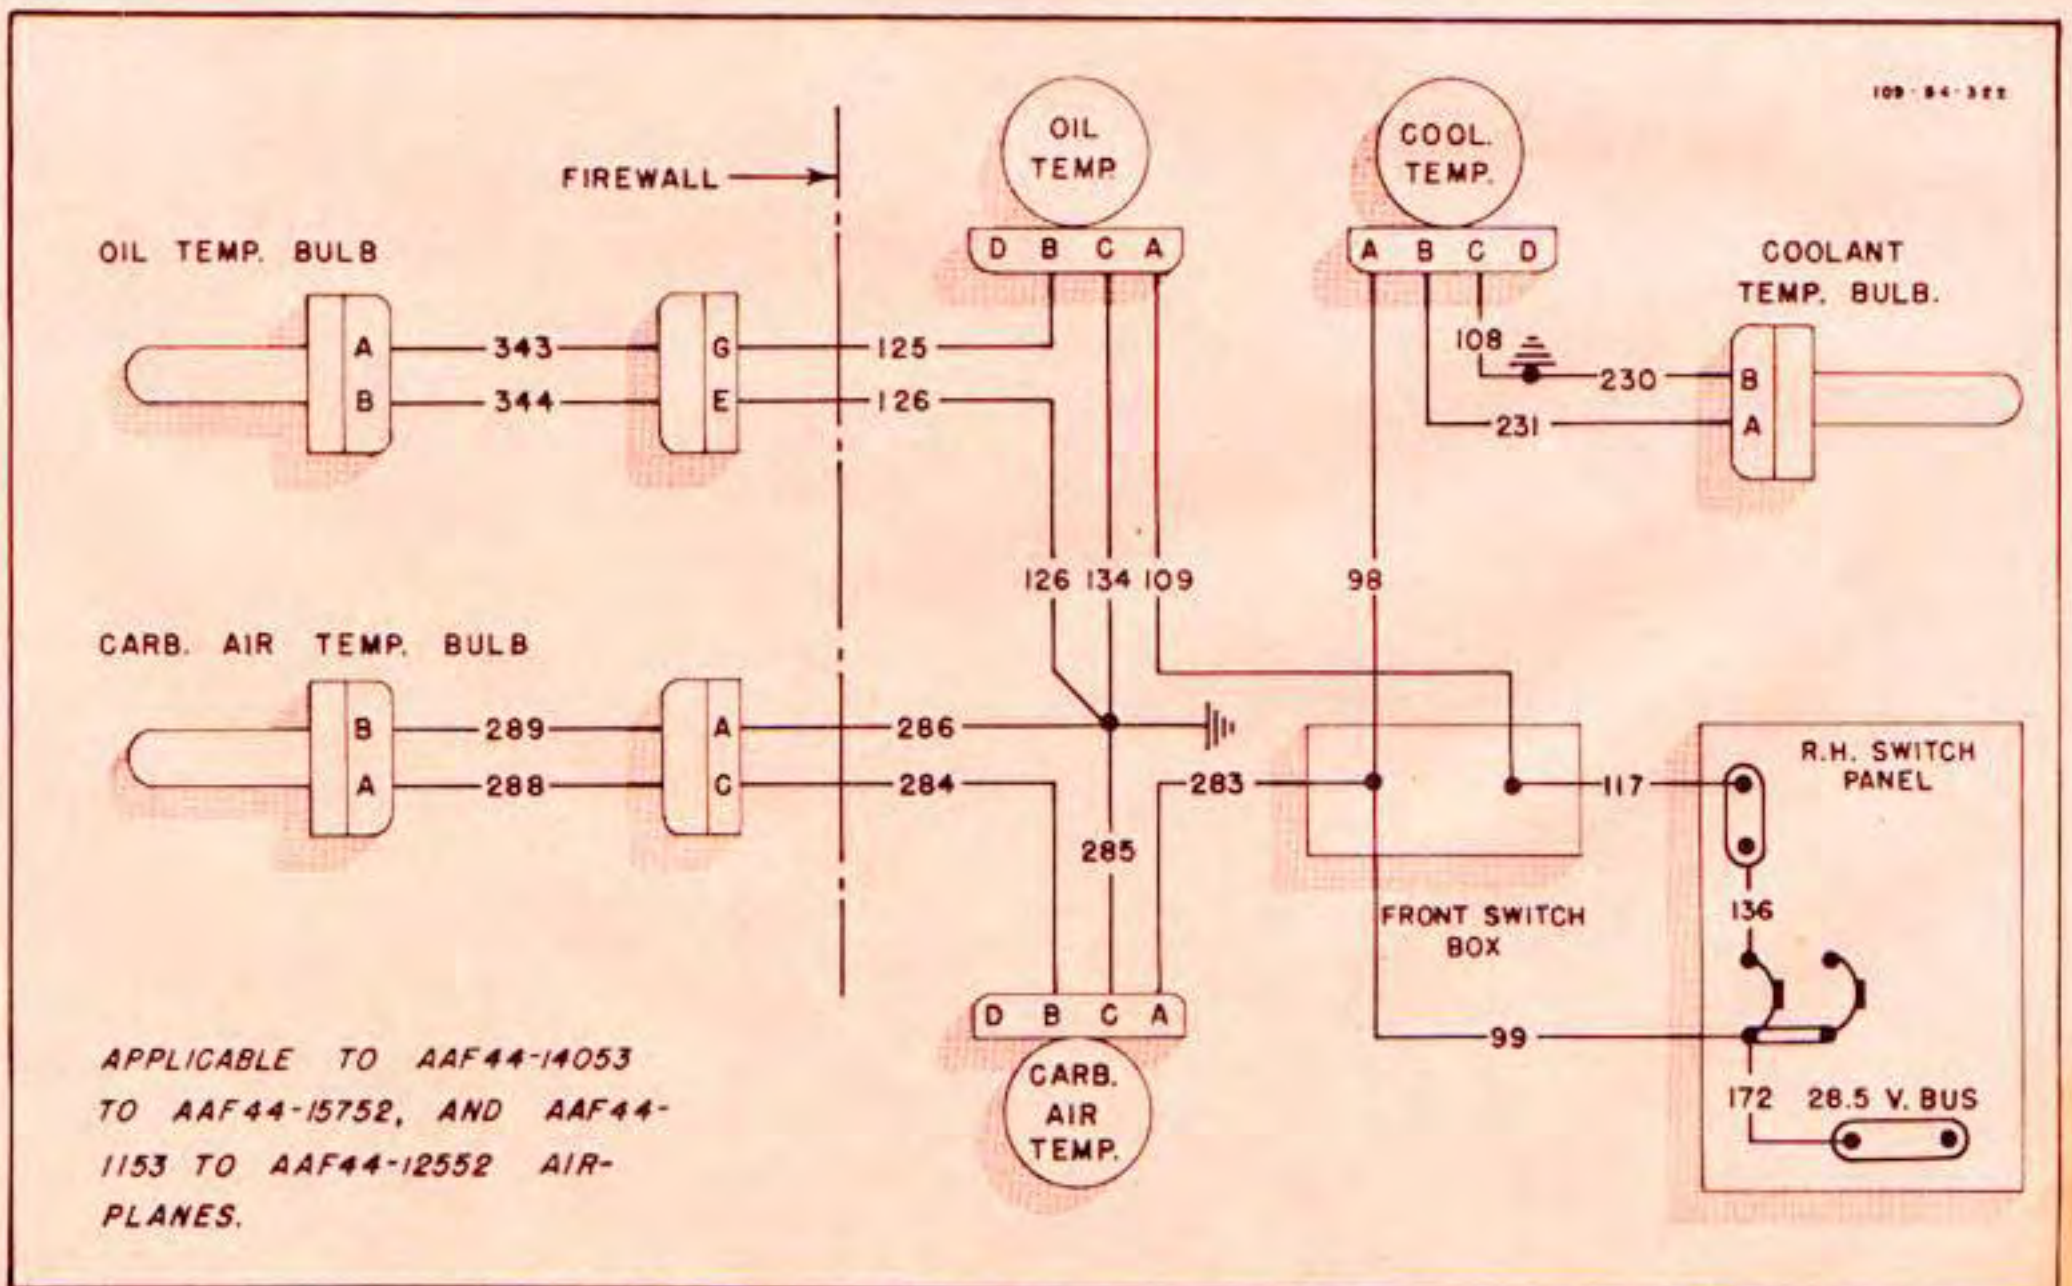 109-54-322
FIREWALL
OIL
TEMP.
COOL.
TEMP.
D B C A
A B C D
OIL TEMP. BULB
COOLANT
TEMP. BULB.
A 343 G 125
B 344 E 126
108
230 B
231 A
126 134 109 98
CARB. AIR TEMP. BULB
B 289 A 286
A 288 C 284
283
117
R.H. SWITCH
PANEL
285
136
FRONT SWITCH
BOX
D B C A
99
CARB.
AIR
TEMP.
172 28.5 V. BUS
APPLICABLE TO AAF44-14053
TO AAF44-15752, AND AAF44-
1153 TO AAF44-12552 AIR-
PLANES.